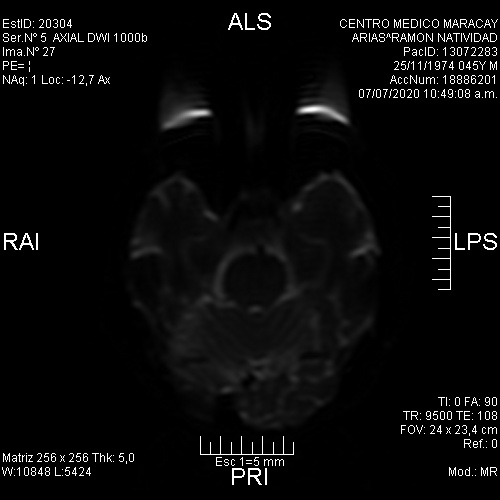 EstID: 20304
Ser.Nº 5 AXIAL DWI 1000b
Ima.Nº 27
PE= ¦
NAq: 1 Loc: -12,7 Ax
ALS
CENTRO MEDICO MARACAY
ARIAS^RAMON NATIVIDAD
PacID: 13072283
25/11/1974 045Y M
AccNum: 18886201
07/07/2020 10:49:08 a.m.
RAI
LPS
Matriz 256 x 256 Thk: 5,0
W:10848 L:5424
Esc 1=5 mm
PRI
TI: 0 FA: 90
TR: 9500 TE: 108
FOV: 24 x 23,4 cm
Ref.: 0
Mod.: MR